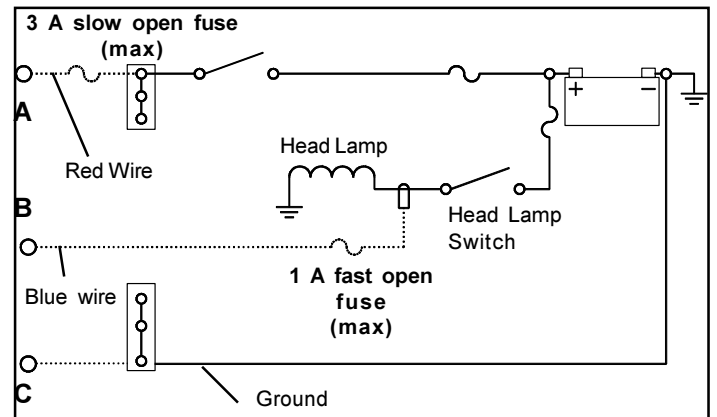 3 A slow open fuse
(max)
A
Red Wire
Head Lamp
+
−
B
Head Lamp
Switch
Blue wire
1 A fast open
fuse
(max)
C
Ground